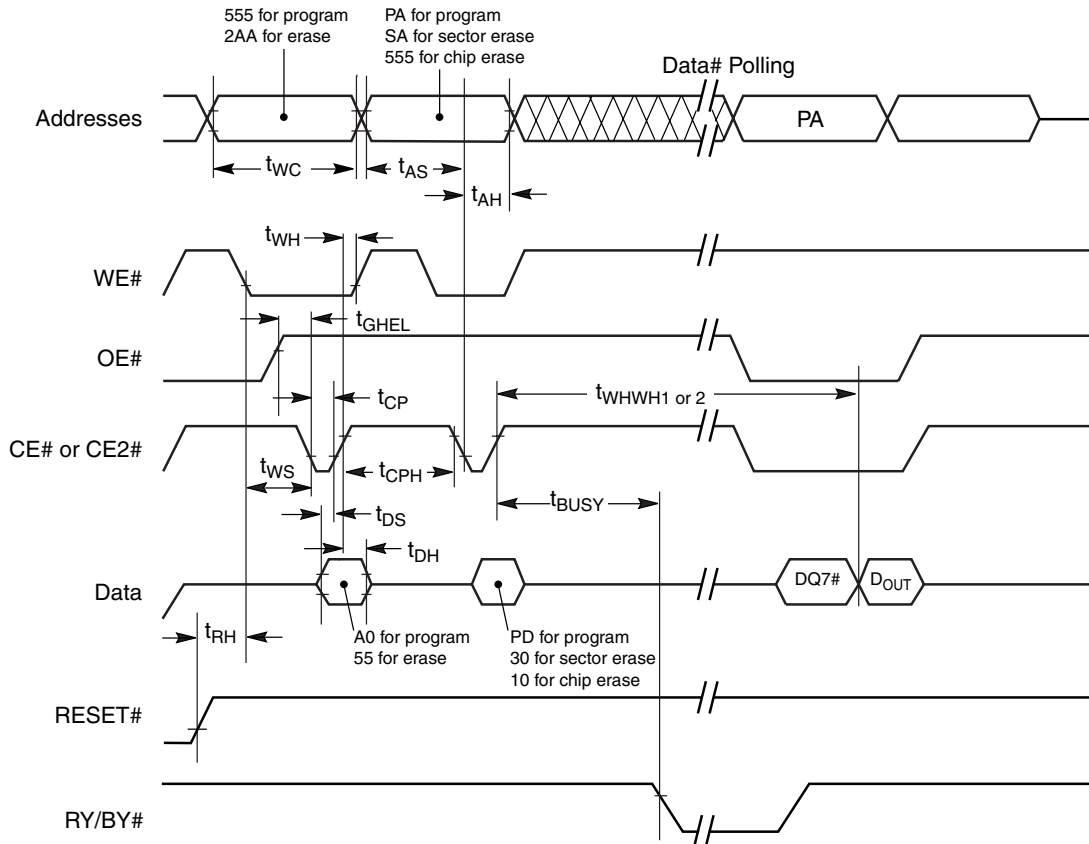 555 for program
2AA for erase
PA for program
SA for sector erase
555 for chip erase
Data# Polling
Addresses
PA
tWC
tAS
tAH
tWH
WE#
tGHEL
OE#
tCP
tWHWH1 or 2
CE# or CE2#
tWS
tCPH
tBUSY
tDS
tDH
Data
DQ7#
DOUT
tRH
A0 for program
55 for erase
PD for program
30 for sector erase
10 for chip erase
RESET#
RY/BY#